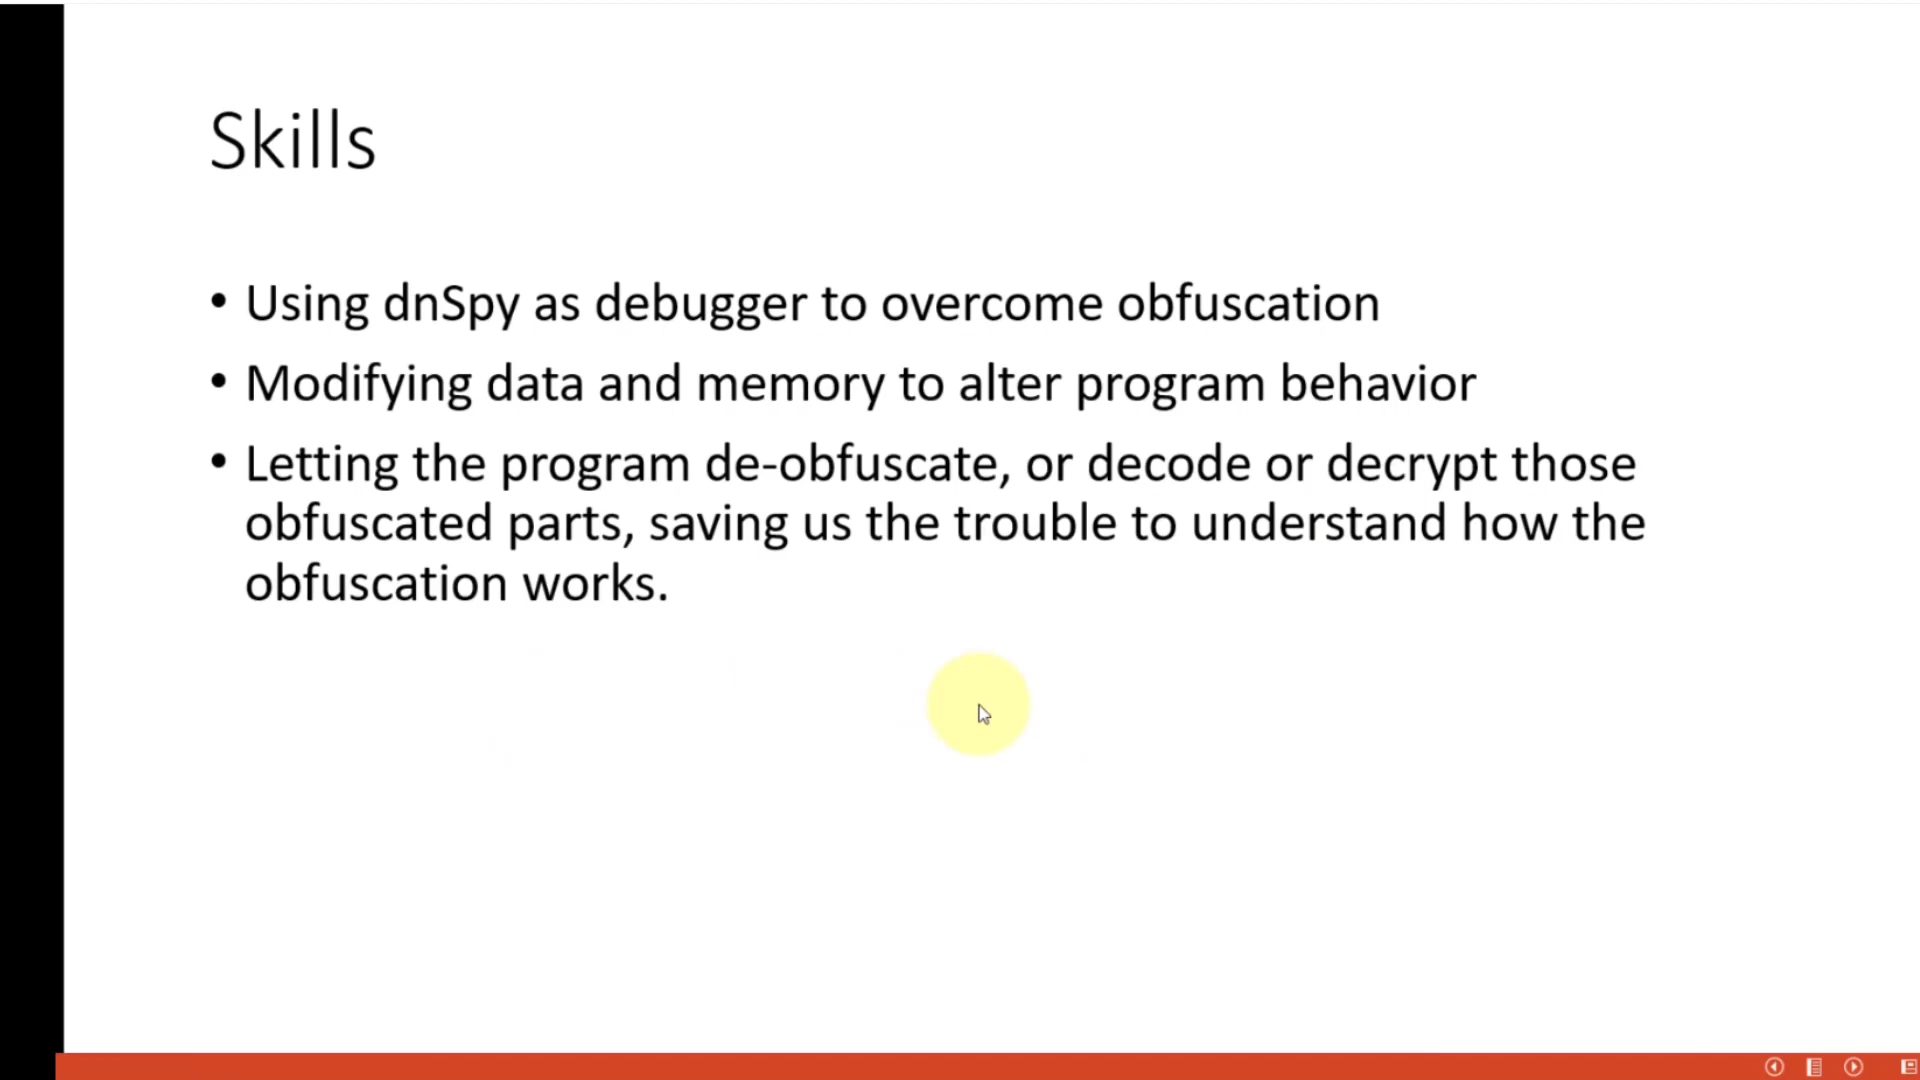 Skills
• Using dnSpy as debugger to overcome obfuscation
• Modifying data and memory to alter program behavior
• Letting the program de-obfuscate, or decode or decrypt those
obfuscated parts, saving us the trouble to understand how the
obfuscation works.